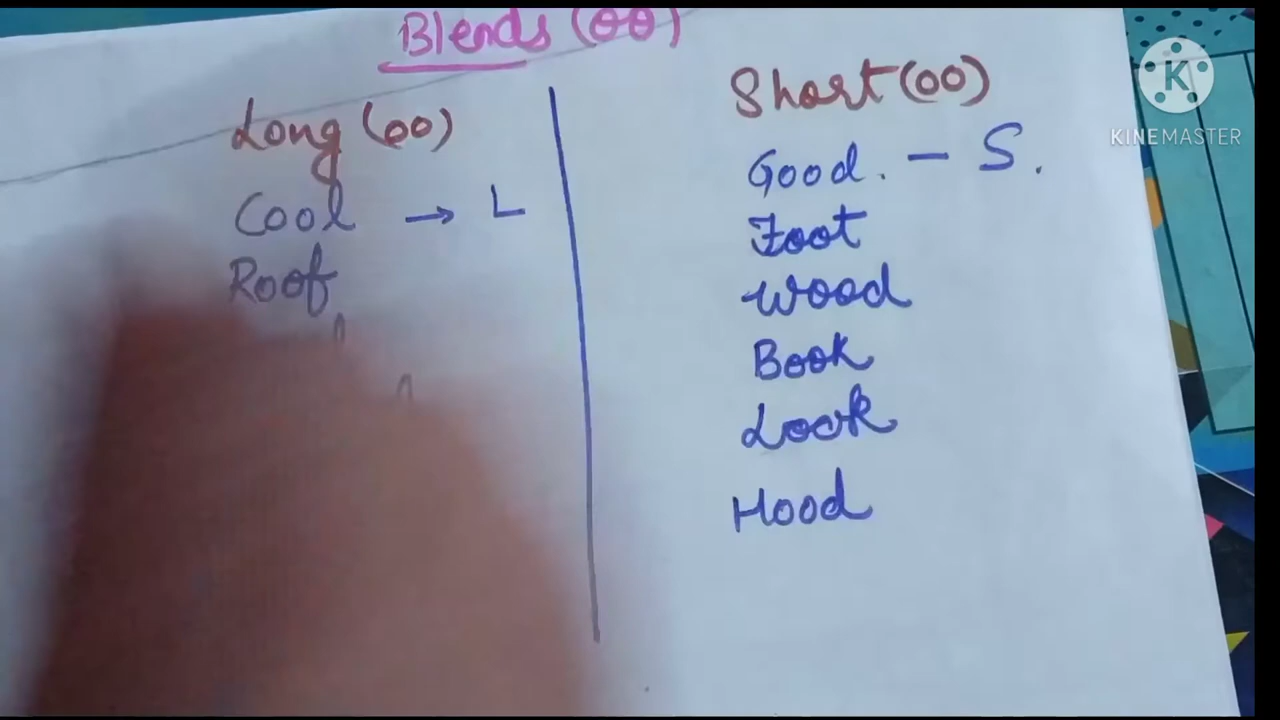 Blends (oo)
Long (oo)
Cool → L
Roof
Short (oo)
Good. – S.
Foot
Wood
Book
Look
Hood
KINEMASTER